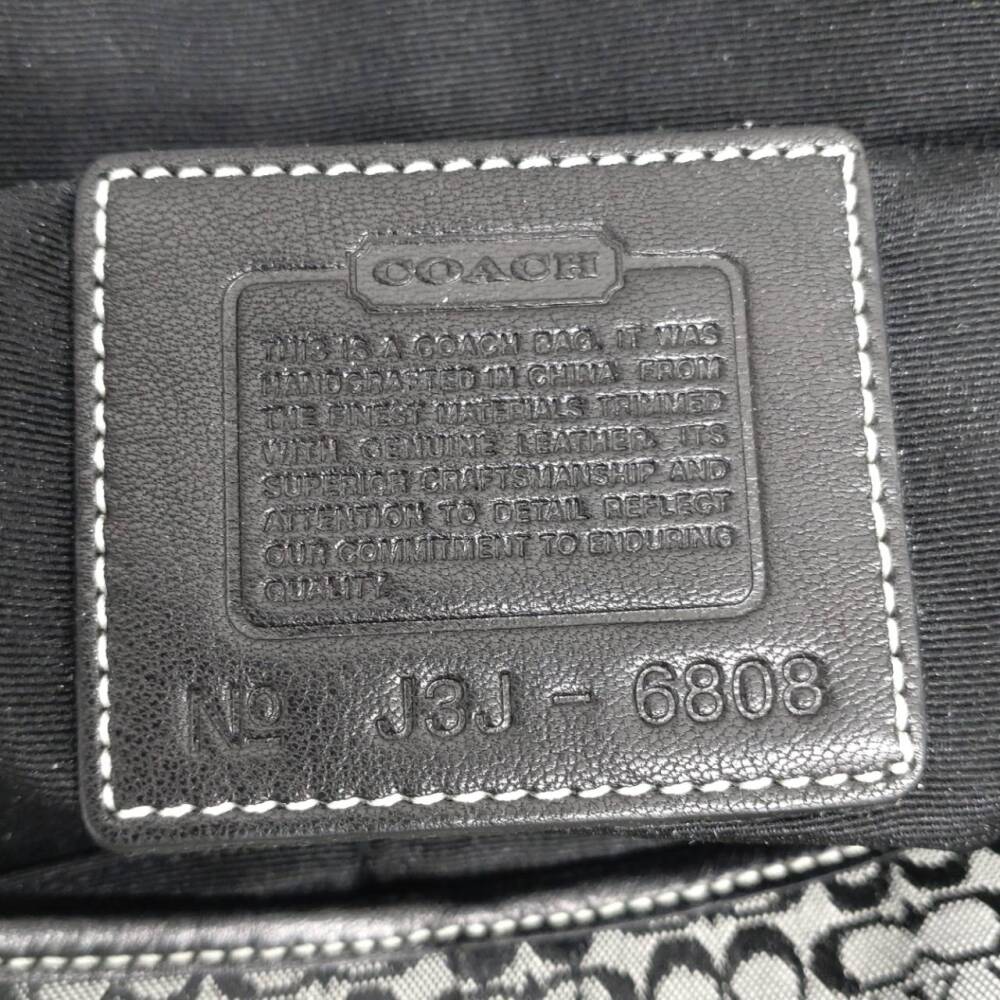 COACH
THIS IS A COACH BAG. IT WAS
HANDCRAFTED IN CHINA FROM
THE FINEST MATERIALS TRIMMED
WITH GENUINE LEATHER. ITS
SUPERIOR CRAFTSMANSHIP AND
ATTENTION TO DETAIL REFLECT
OUR COMMITMENT TO ENDURING
QUALITY.
No J3J - 6808